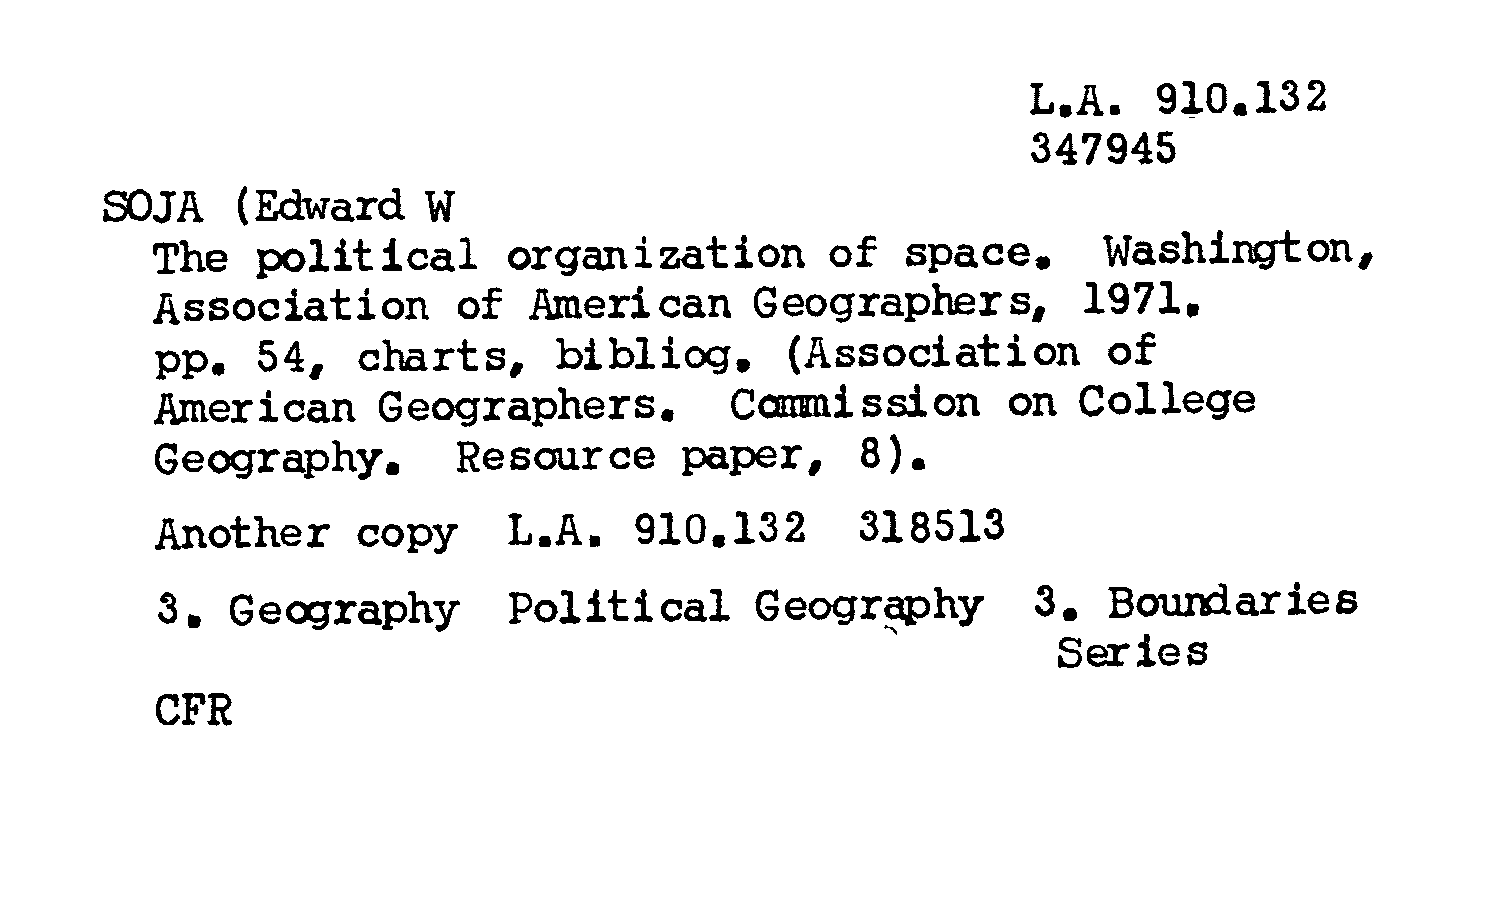 L.A. 910.132
347945
SOJA (Edward W
The political organization of space. Washington,
Association of American Geographers, 1971.
pp. 54, charts, bibliog. (Association of
American Geographers. Commission on College
Geography. Resource paper, 8).
Another copy L.A. 910.132 318513
3. Geography Political Geography 3. Boundaries
Series
CFR